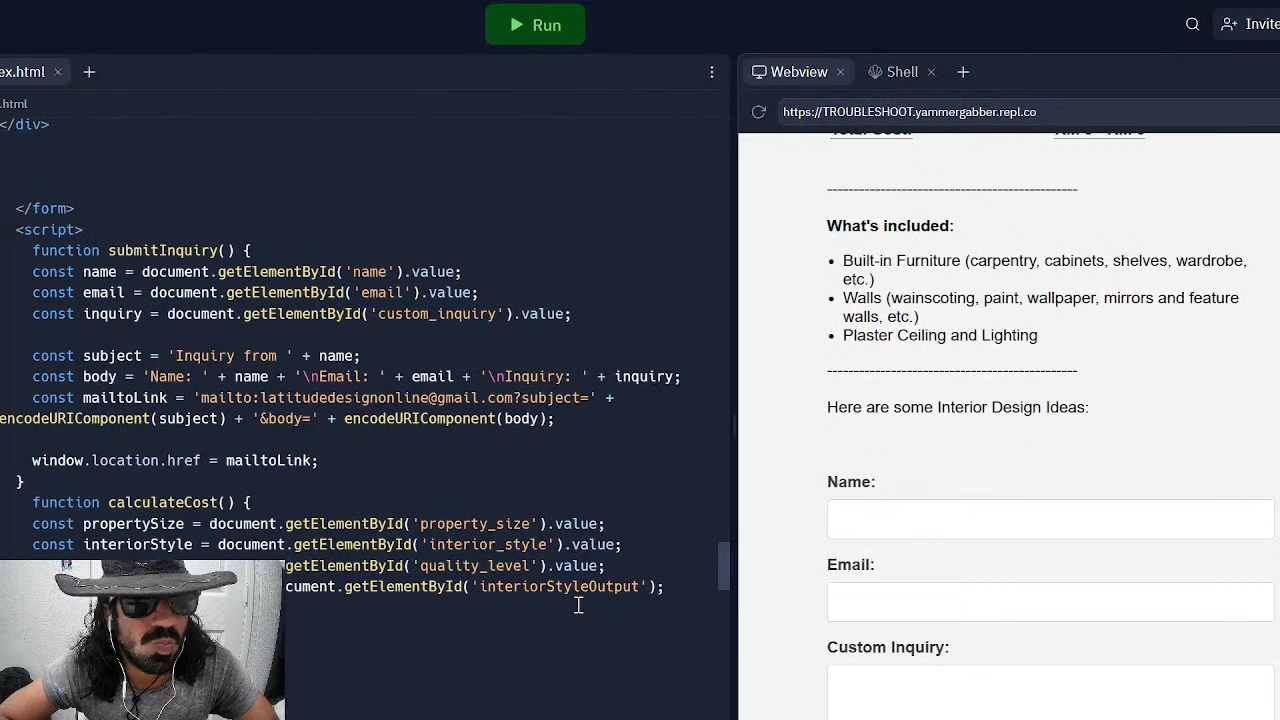 Run
Invite
ex.html
.html
</div>
</form>
<script>
function submitInquiry() {
const name = document.getElementById('name').value;
const email = document.getElementById('email').value;
const inquiry = document.getElementById('custom_inquiry').value;
const subject = 'Inquiry from ' + name;
const body = 'Name: ' + name + '\nEmail: ' + email + '\nInquiry: ' + inquiry;
const mailtoLink = 'mailto:latitudedesignonline@gmail.com?subject=' +
encodeURIComponent(subject) + '&body=' + encodeURIComponent(body);
window.location.href = mailtoLink;
}
function calculateCost() {
const propertySize = document.getElementById('property_size').value;
const interiorStyle = document.getElementById('interior_style').value;
getElementById('quality_level').value;
cument.getElementById('interiorStyleOutput');
Webview
Shell
https://TROUBLESHOOT.yammergabber.repl.co
Total Cost:
------------------------------------------------
What's included:
• Built-in Furniture (carpentry, cabinets, shelves, wardrobe,
etc.)
• Walls (wainscoting, paint, wallpaper, mirrors and feature
walls, etc.)
• Plaster Ceiling and Lighting
------------------------------------------------
Here are some Interior Design Ideas:
Name:
Email:
Custom Inquiry: